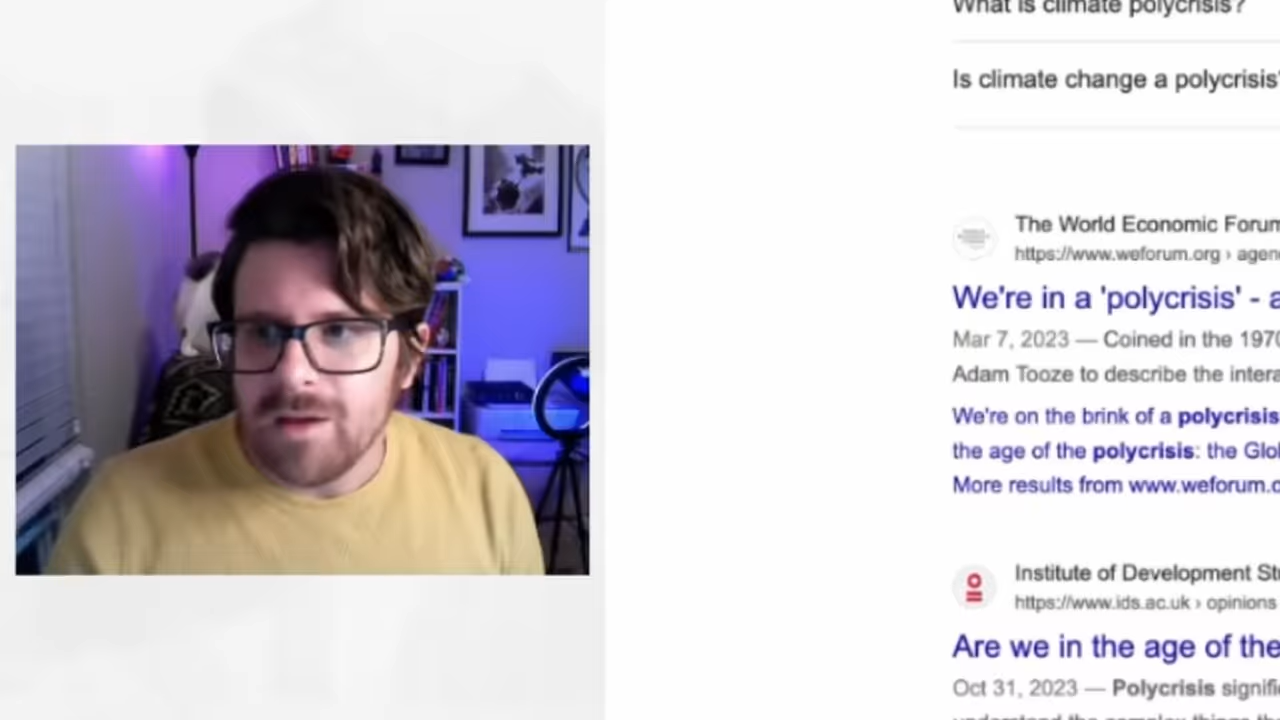 What is climate polycrisis?
Is climate change a polycrisis?
The World Economic Forum
https://www.weforum.org › agen
We're in a 'polycrisis' - a
Mar 7, 2023 — Coined in the 197
Adam Tooze to describe the intera
We're on the brink of a polycrisis
the age of the polycrisis: the Glo
More results from www.weforum.o
Institute of Development St
https://www.ids.ac.uk › opinions
Are we in the age of the
Oct 31, 2023 — Polycrisis signifi